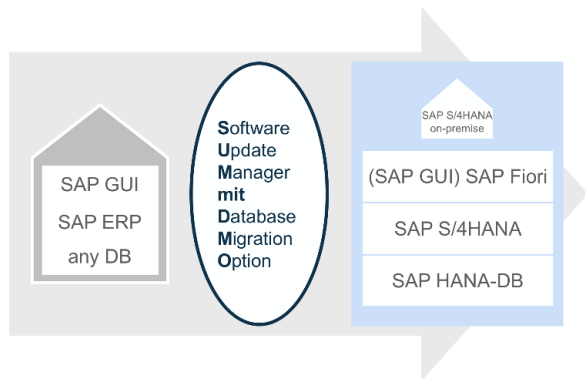 SAP GUI
SAP ERP
any DB
Software
Update
Manager
mit
Database
Migration
Option
SAP S/4HANA
on-premise
(SAP GUI) SAP Fiori
SAP S/4HANA
SAP HANA-DB